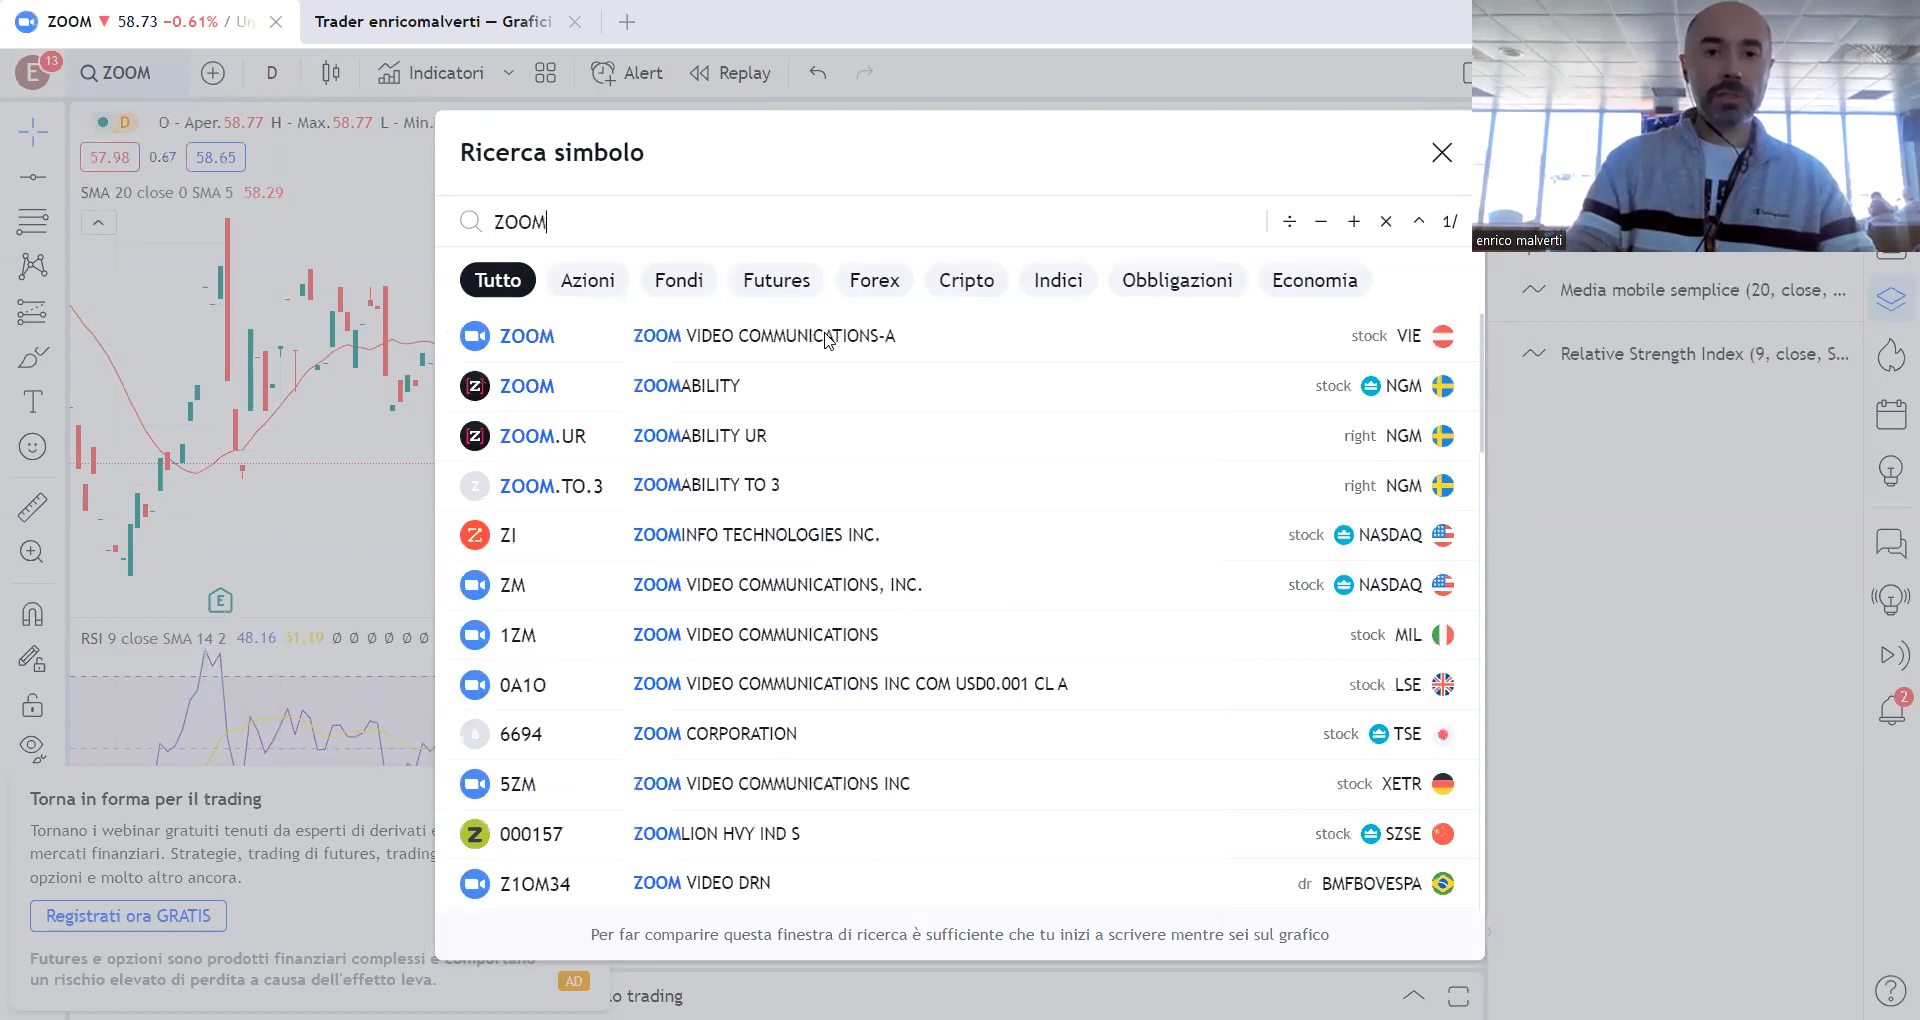 ZOOM ▼ 58.73 −0.61% / Un
Trader enricomalverti — Grafici
E 13 ZOOM D Indicatori Alert Replay
D O - Aper.58.77 H - Max.58.77 L - Min.
57.98 0.67 58.65
SMA 20 close 0 SMA 5 58.29
E
RSI 9 close SMA 14 2 48.16 51.19 Ø Ø Ø Ø Ø Ø
Torna in forma per il trading
Tornano i webinar gratuiti tenuti da esperti di derivati e
mercati finanziari. Strategie, trading di futures, trading
opzioni e molto altro ancora.
Registrati ora GRATIS
Futures e opzioni sono prodotti finanziari complessi e comportano
un rischio elevato di perdita a causa dell'effetto leva.
AD
Ricerca simbolo
ZOOM ÷ − + × ^ 1/
Tutto Azioni Fondi Futures Forex Cripto Indici Obbligazioni Economia
ZOOM ZOOM VIDEO COMMUNICATIONS-A stock VIE
ZOOM ZOOMABILITY stock NGM
ZOOM.UR ZOOMABILITY UR right NGM
ZOOM.TO.3 ZOOMABILITY TO 3 right NGM
ZI ZOOMINFO TECHNOLOGIES INC. stock NASDAQ
ZM ZOOM VIDEO COMMUNICATIONS, INC. stock NASDAQ
1ZM ZOOM VIDEO COMMUNICATIONS stock MIL
0A1O ZOOM VIDEO COMMUNICATIONS INC COM USD0.001 CL A stock LSE
6694 ZOOM CORPORATION stock TSE
5ZM ZOOM VIDEO COMMUNICATIONS INC stock XETR
000157 ZOOMLION HVY IND S stock SZSE
Z1OM34 ZOOM VIDEO DRN dr BMFBOVESPA
Per far comparire questa finestra di ricerca è sufficiente che tu inizi a scrivere mentre sei sul grafico
lo trading
enrico malverti
Media mobile semplice (20, close, ...
Relative Strength Index (9, close, S...
2